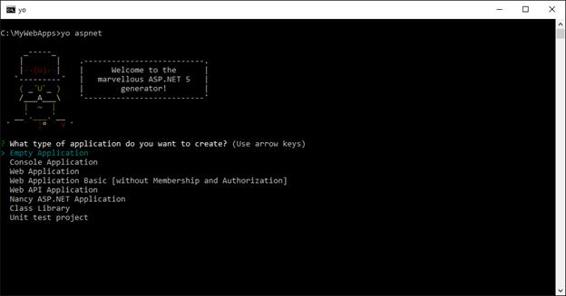 yo
C:\MyWebApps>yo aspnet
Welcome to the
marvellous ASP.NET 5
generator!
? What type of application do you want to create? (Use arrow keys)
> Empty Application
Console Application
Web Application
Web Application Basic [without Membership and Authorization]
Web API Application
Nancy ASP.NET Application
Class Library
Unit test project